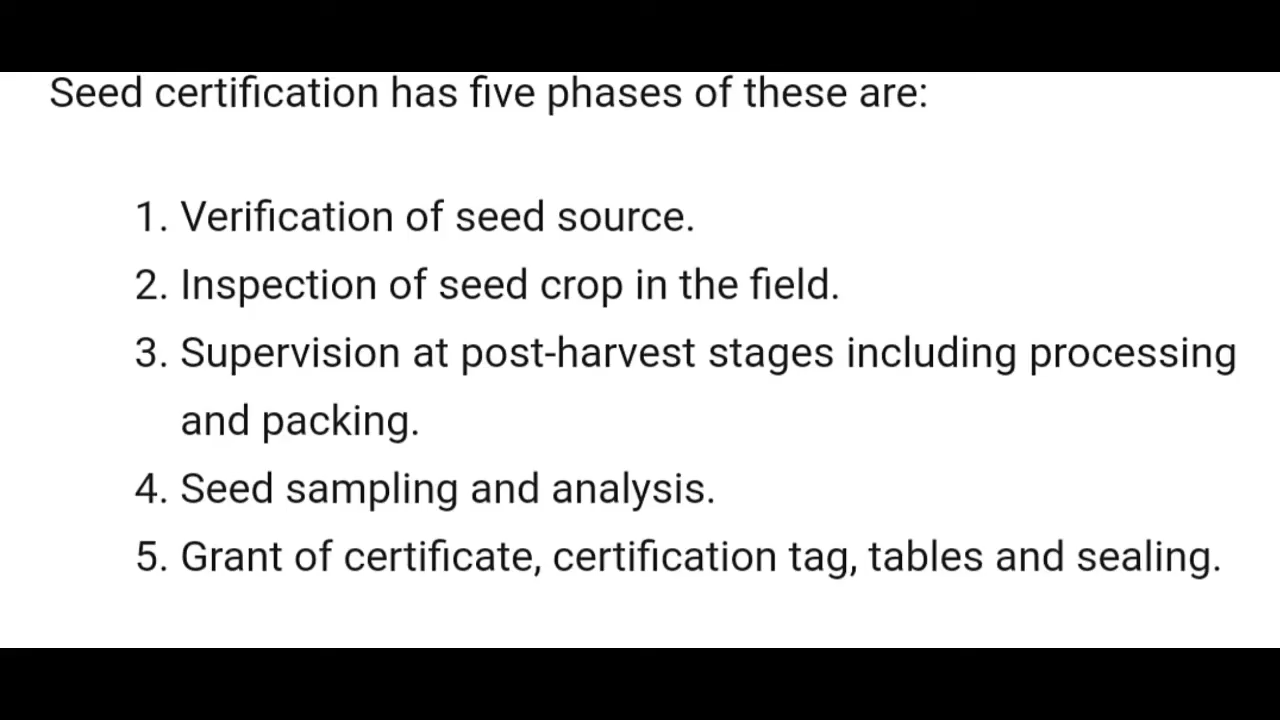 Seed certification has five phases of these are:
1. Verification of seed source.
2. Inspection of seed crop in the field.
3. Supervision at post-harvest stages including processing
and packing.
4. Seed sampling and analysis.
5. Grant of certificate, certification tag, tables and sealing.